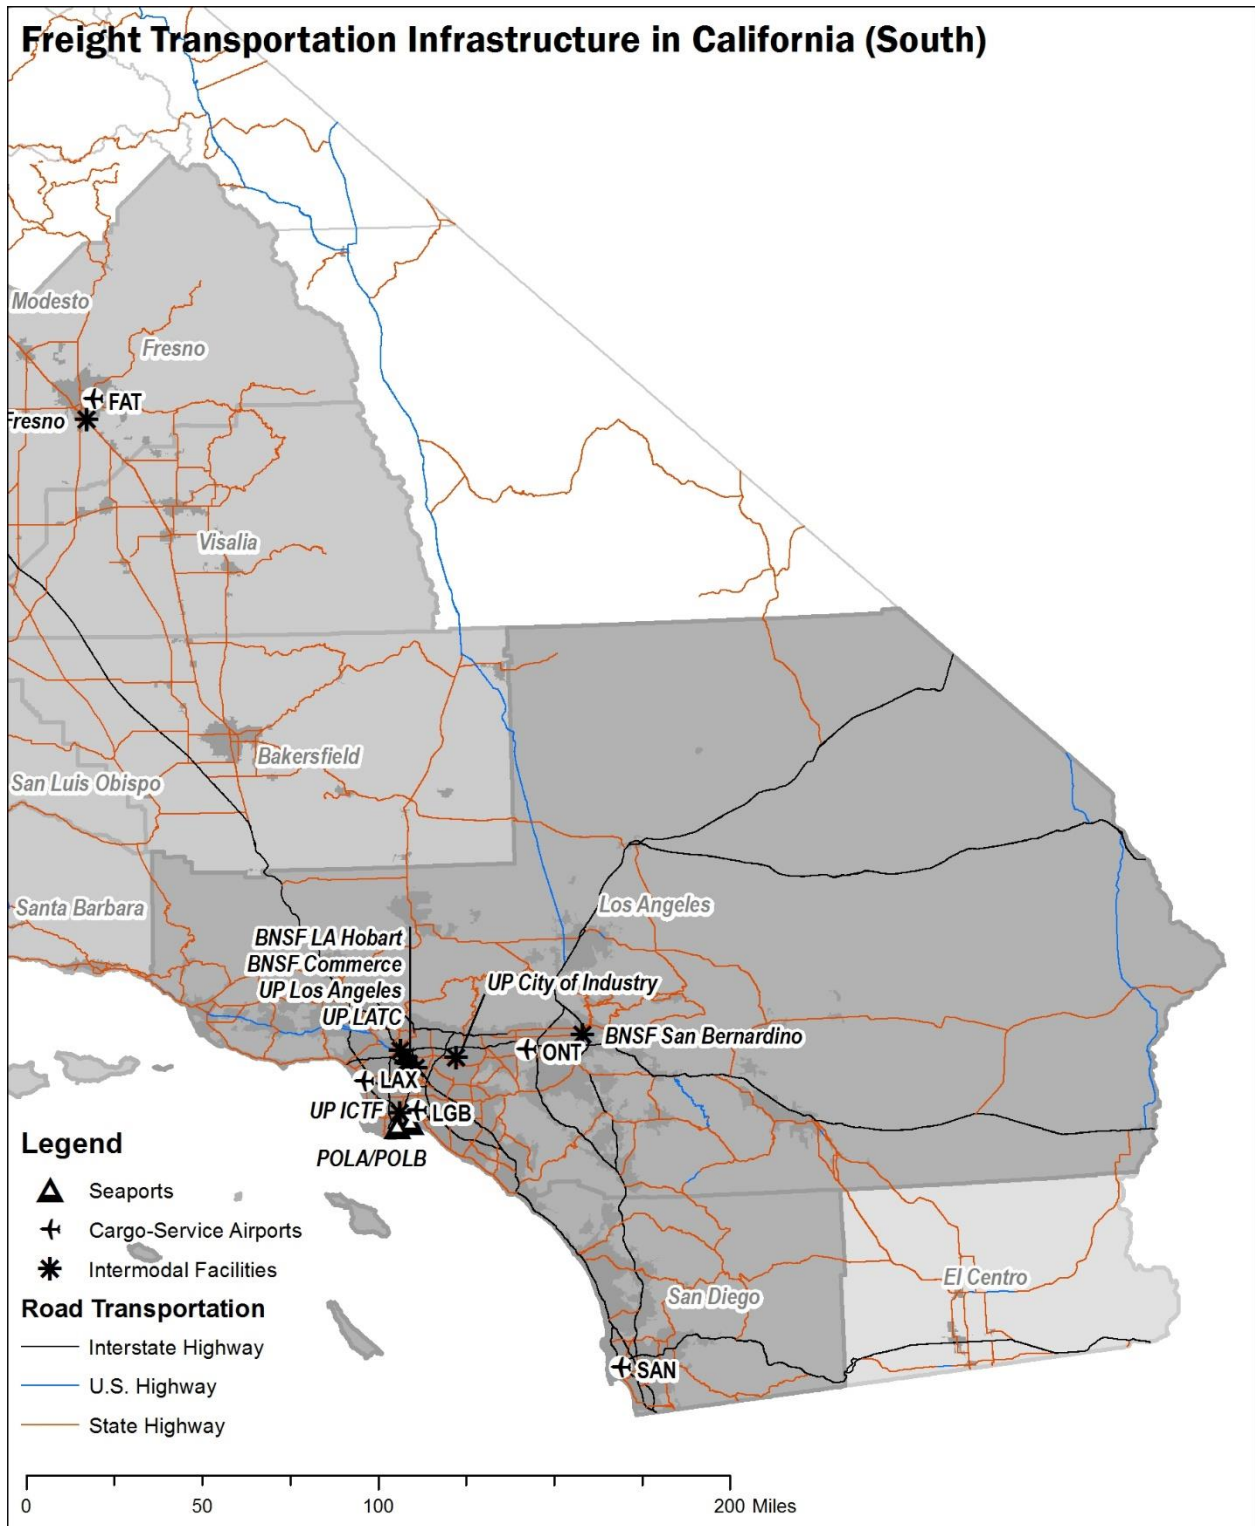 Freight Transportation Infrastructure in California (South)
Modesto
Fresno
FAT
Fresno
Visalia
Bakersfield
San Luis Obispo
Santa Barbara
Los Angeles
BNSF LA Hobart
BNSF Commerce
UP Los Angeles
UP LATC
UP City of Industry
BNSF San Bernardino
ONT
LAX
UP ICTF
LGB
POLA/POLB
El Centro
San Diego
SAN
Legend
Seaports
Cargo-Service Airports
Intermodal Facilities
Road Transportation
Interstate Highway
U.S. Highway
State Highway
0 50 100 200 Miles